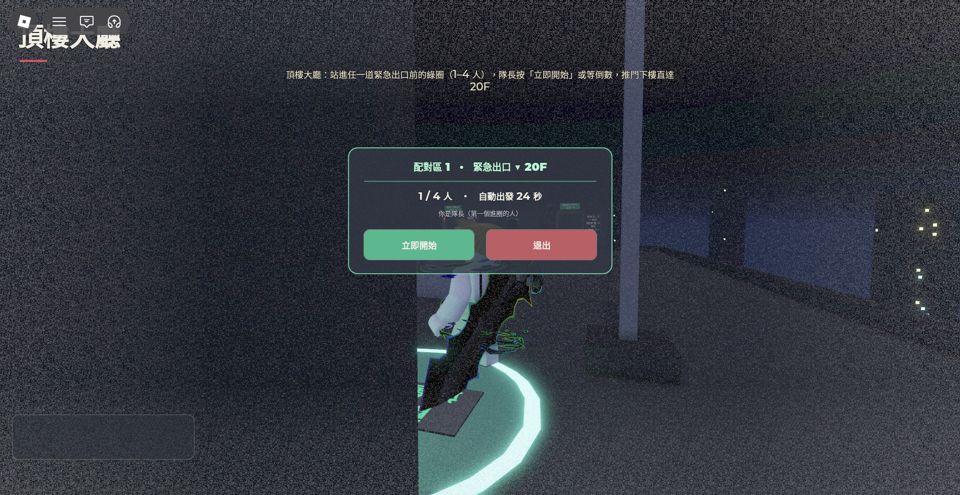 頂樓大廳
頂樓大廳：站進任一道緊急出口前的綠圈（1–4 人），隊長按「立即開始」或等倒數，推門下樓直達
20F
配對區 1 • 緊急出口 ▼ 20F
1 / 4 人 • 自動出發 24 秒
你是隊長（第一個進圈的人）
立即開始
退出